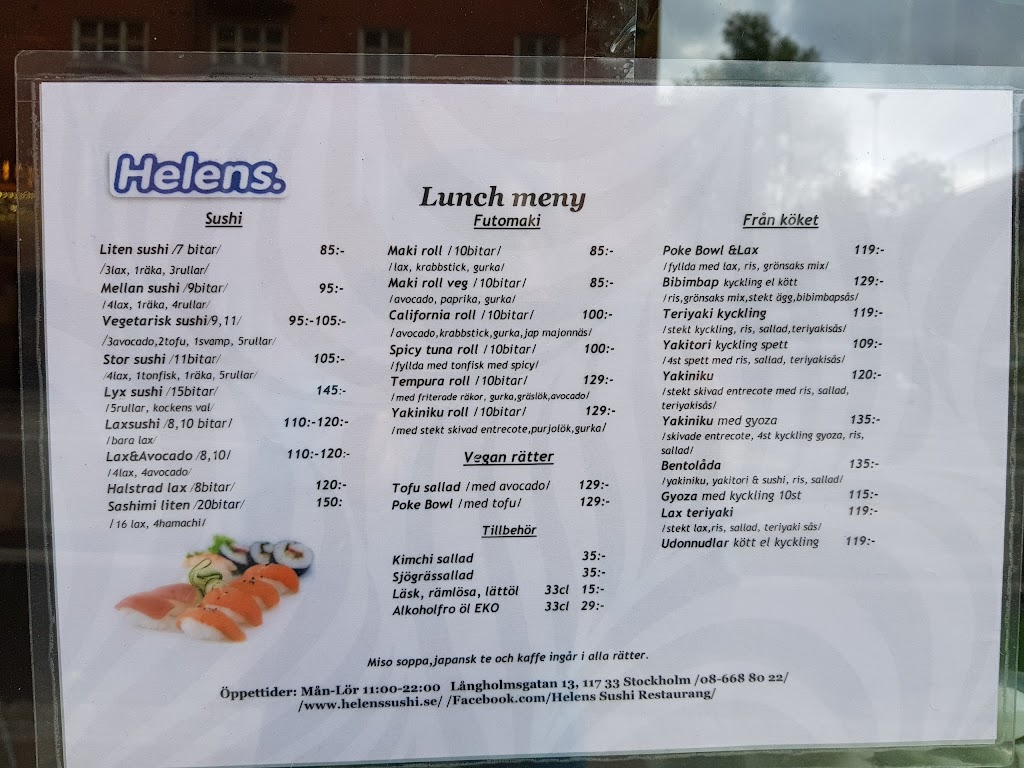 Helens.
Lunch meny
Sushi
Liten sushi /7 bitar/ 85:-
/3lax, 1räka, 3rullar/
Mellan sushi /9bitar/ 95:-
/4lax, 1räka, 4rullar/
Vegetarisk sushi/9,11/ 95:-105:-
/3avocado,2tofu, 1svamp, 5rullar/
Stor sushi /11bitar/ 105:-
/4lax, 1tonfisk, 1räka, 5rullar/
Lyx sushi /15bitar/ 145:-
/5rullar, kockens val/
Laxsushi /8,10 bitar/ 110:-120:-
/bara lax/
Lax&Avocado /8,10/ 110:-120:-
/4lax, 4avocado/
Halstrad lax /8bitar/ 120:-
Sashimi liten /20bitar/ 150:
/16 lax, 4hamachi/
Futomaki
Maki roll /10bitar/ 85:-
/lax, krabbstick, gurka/
Maki roll veg /10bitar/ 85:-
/avocado, paprika, gurka/
California roll /10bitar/ 100:-
/avocado,krabbstick,gurka,jap majonnäs/
Spicy tuna roll /10bitar/ 100:-
/fyllda med tonfisk med spicy/
Tempura roll /10bitar/ 129:-
/med friterade räkor, gurka,gräslök,avocado/
Yakiniku roll /10bitar/ 129:-
/med stekt skivad entrecote,purjolök,gurka/
Vegan rätter
Tofu sallad /med avocado/ 129:-
Poke Bowl /med tofu/ 129:-
Tillbehör
Kimchi sallad 35:-
Sjögrässallad 35:-
Läsk, rämlösa, lättöl 33cl 15:-
Alkoholfro öl EKO 33cl 29:-
Från köket
Poke Bowl &Lax 119:-
/fyllda med lax, ris, grönsaks mix/
Bibimbap kyckling el kött 129:-
/ris,grönsaks mix,stekt ägg,bibimbapsås/
Teriyaki kyckling 119:-
/stekt kyckling, ris, sallad,teriyakisås/
Yakitori kyckling spett 109:-
/4st spett med ris, sallad, teriyakisås/
Yakiniku 120:-
/stekt skivad entrecote med ris, sallad,
teriyakisås/
Yakiniku med gyoza 135:-
/skivade entrecote, 4st kyckling gyoza, ris,
sallad/
Bentolåda 135:-
/yakiniku, yakitori & sushi, ris, sallad/
Gyoza med kyckling 10st 115:-
Lax teriyaki 119:-
/stekt lax,ris, sallad, teriyaki sås/
Udonnudlar kött el kyckling 119:-
Miso soppa,japansk te och kaffe ingår i alla rätter.
Öppettider: Mån-Lör 11:00-22:00 Långholmsgatan 13, 117 33 Stockholm /08-668 80 22/
/www.helenssushi.se/ /Facebook.com/Helens Sushi Restaurang/